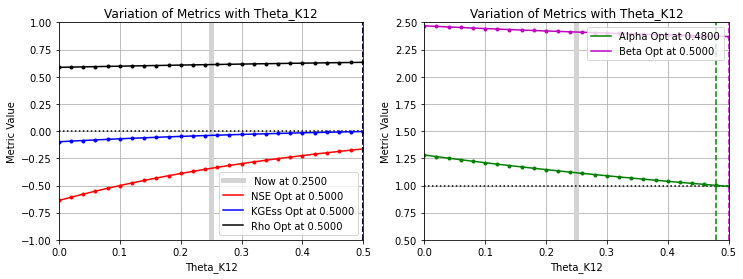 Variation of Metrics with Theta_K12
Metric Value
1.00
0.75
0.50
0.25
0.00
−0.25
−0.50
−0.75
−1.00
Now at 0.2500
NSE Opt at 0.5000
KGEss Opt at 0.5000
Rho Opt at 0.5000
0.0 0.1 0.2 0.3 0.4 0.5
Theta_K12
Variation of Metrics with Theta_K12
Metric Value
2.50
2.25
2.00
1.75
1.50
1.25
1.00
0.75
0.50
Alpha Opt at 0.4800
Beta Opt at 0.5000
0.0 0.1 0.2 0.3 0.4 0.5
Theta_K12